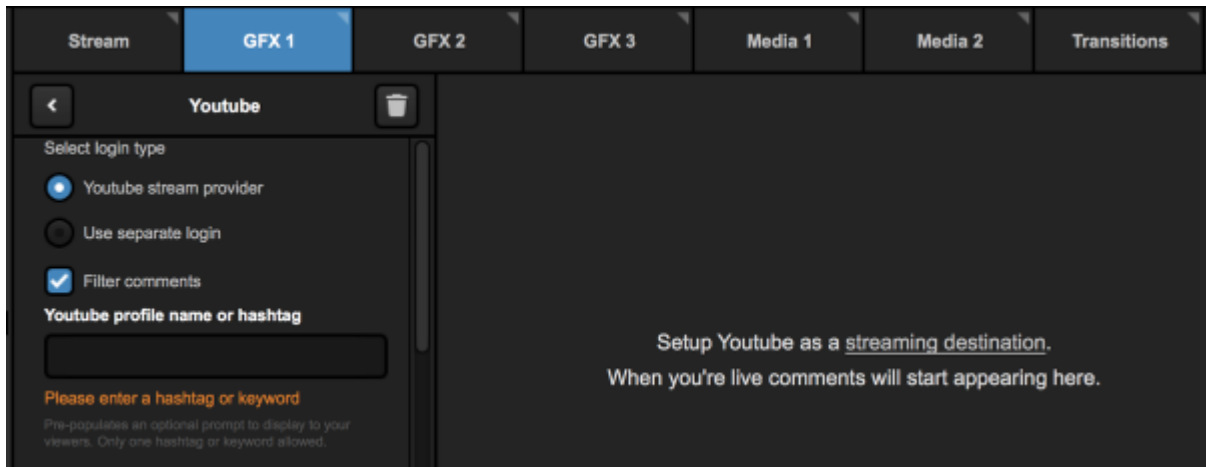 Stream GFX 1 GFX 2 GFX 3 Media 1 Media 2 Transitions
Youtube
Select login type
Youtube stream provider
Use separate login
Filter comments
Youtube profile name or hashtag
Please enter a hashtag or keyword
Pre-populates an optional prompt to display to your
viewers. Only one hashtag or keyword allowed.
Setup Youtube as a streaming destination.
When you're live comments will start appearing here.